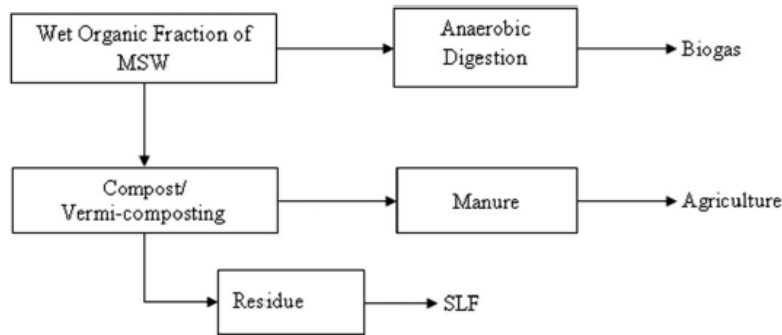 Wet Organic Fraction of
MSW
Anaerobic
Digestion
Biogas
Compost/
Vermi-composting
Manure
Agriculture
Residue
SLF